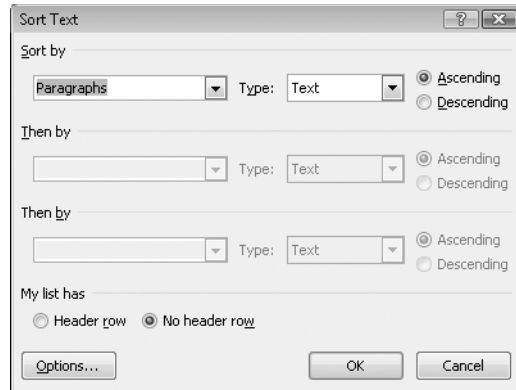 Sort Text
Sort by
Paragraphs Type: Text Ascending
Descending
Then by
Type: Text Ascending
Descending
Then by
Type: Text Ascending
Descending
My list has
Header row No header row
Options... OK Cancel